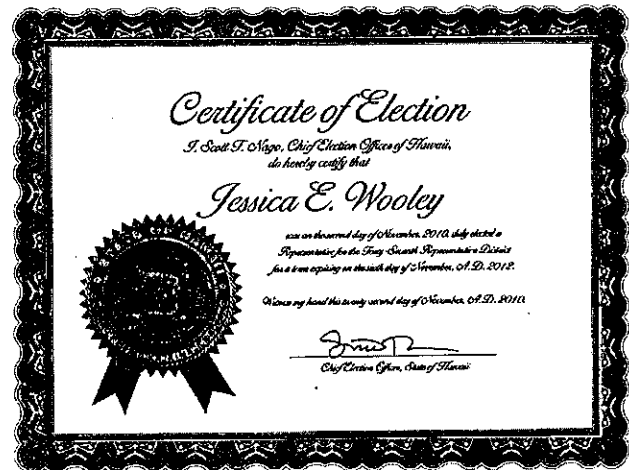 Certificate of Election
I, Scott T. Nago, Chief Election Officer of Hawaii,
do hereby certify that
Jessica E. Wooley
was on the second day of November, 2010, duly elected a
Representative for the Forty-Seventh Representative District
for a term expiring on the sixth day of November, A.D. 2012.
Witness my hand this twenty second day of November, A.D. 2010.
Chief Election Officer, State of Hawaii